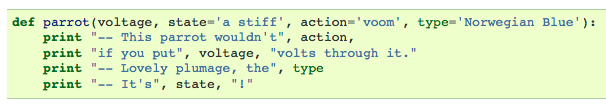 def parrot(voltage, state='a stiff', action='voom', type='Norwegian Blue'):
    print "-- This parrot wouldn't", action,
    print "if you put", voltage, "volts through it."
    print "-- Lovely plumage, the", type
    print "-- It's", state, "!"